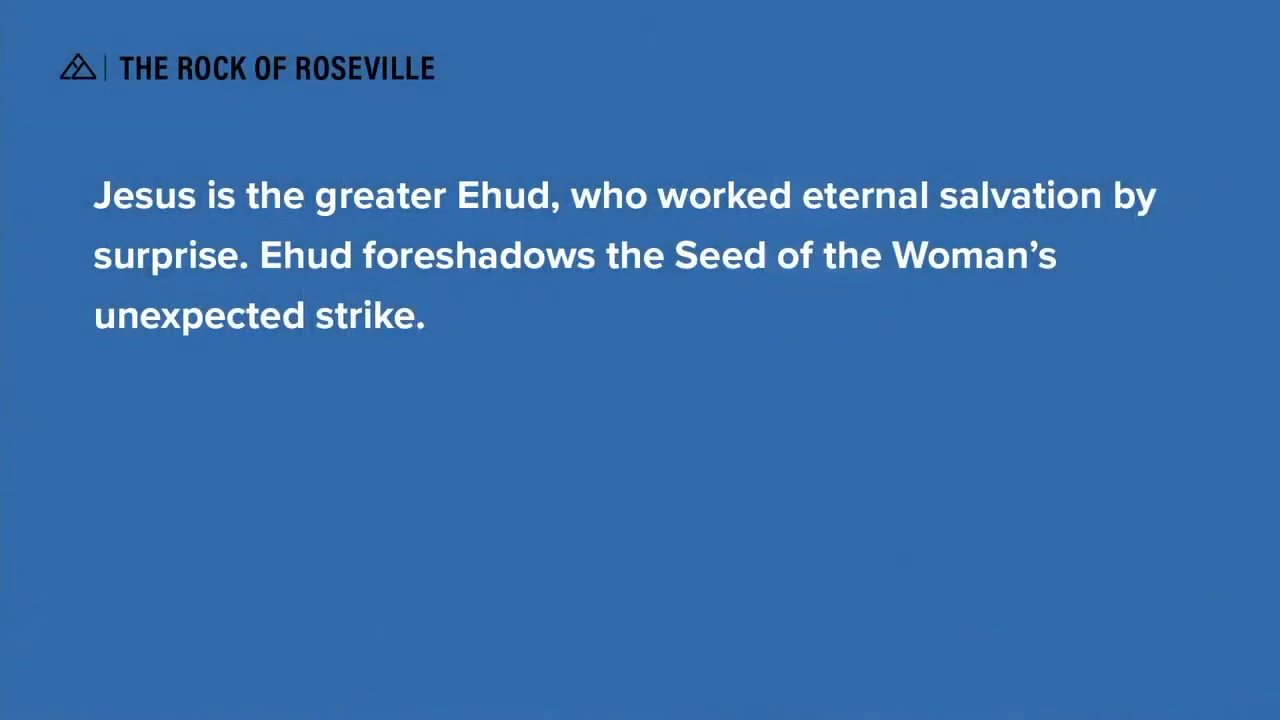 THE ROCK OF ROSEVILLE
Jesus is the greater Ehud, who worked eternal salvation by
surprise. Ehud foreshadows the Seed of the Woman’s
unexpected strike.